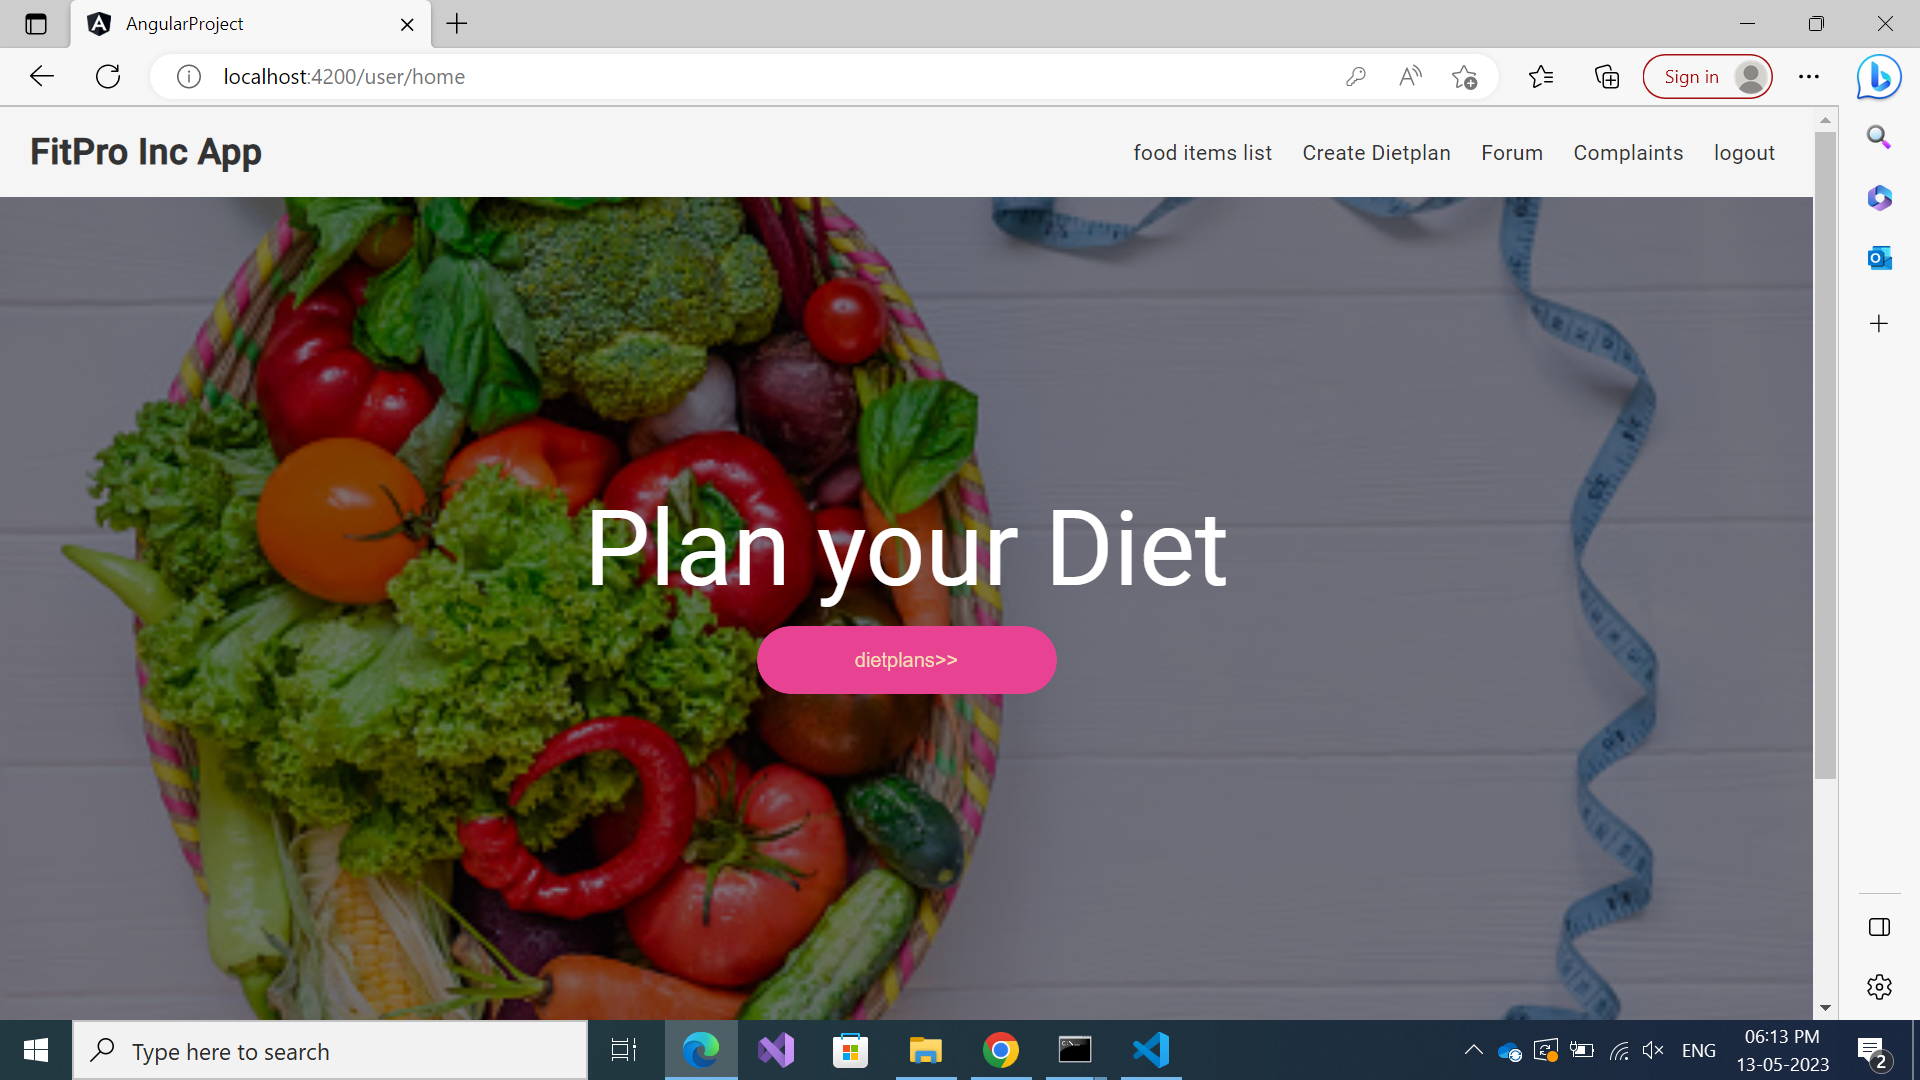 AngularProject
localhost:4200/user/home
Sign in
FitPro Inc App
food items list Create Dietplan Forum Complaints logout
Plan your Diet
dietplans>>
Type here to search
ENG
06:13 PM
13-05-2023
2